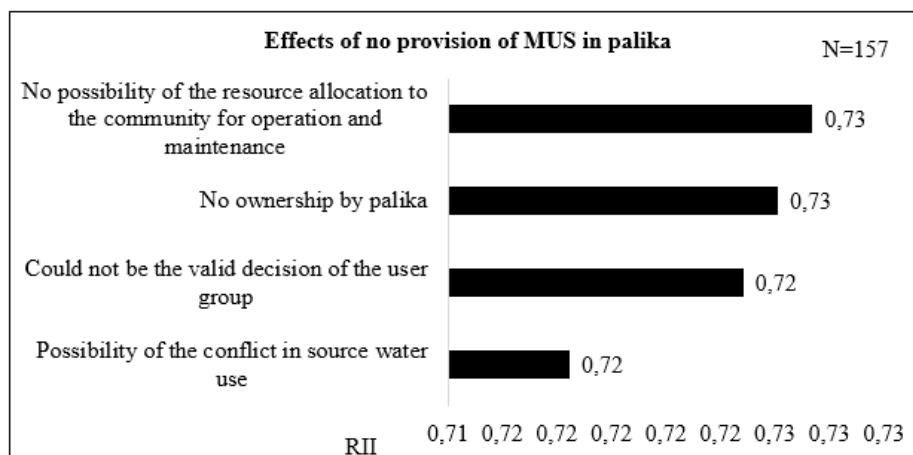 Effects of no provision of MUS in palika
N=157
No possibility of the resource allocation to
the community for operation and
maintenance
0,73
No ownership by palika
0,73
Could not be the valid decision of the user
group
0,72
Possibility of the conflict in source water
use
0,72
RII
0,71 0,72 0,72 0,72 0,72 0,72 0,73 0,73 0,73